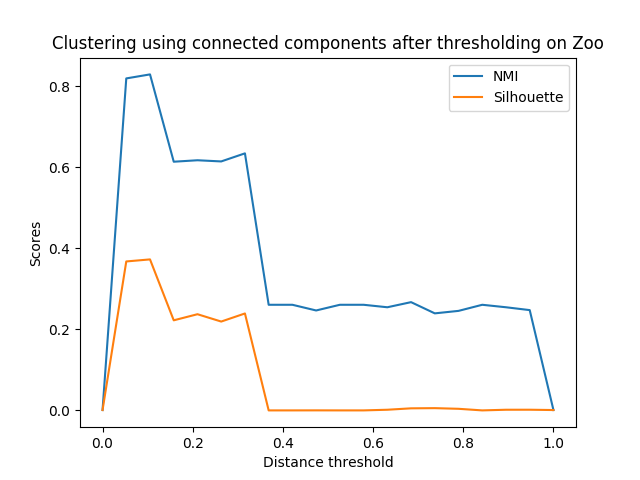 Clustering using connected components after thresholding on Zoo
NMI
Silhouette
0.8
0.6
0.4
0.2
0.0
Scores
0.0 0.2 0.4 0.6 0.8 1.0
Distance threshold